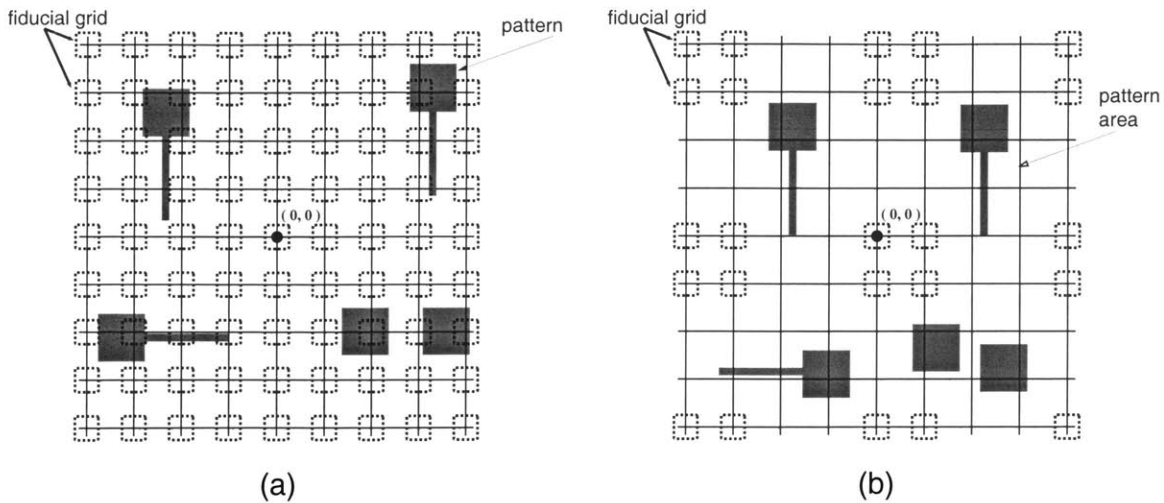 fiducial grid
pattern
(0, 0)
(a)
fiducial grid
pattern
area
(0, 0)
(b)